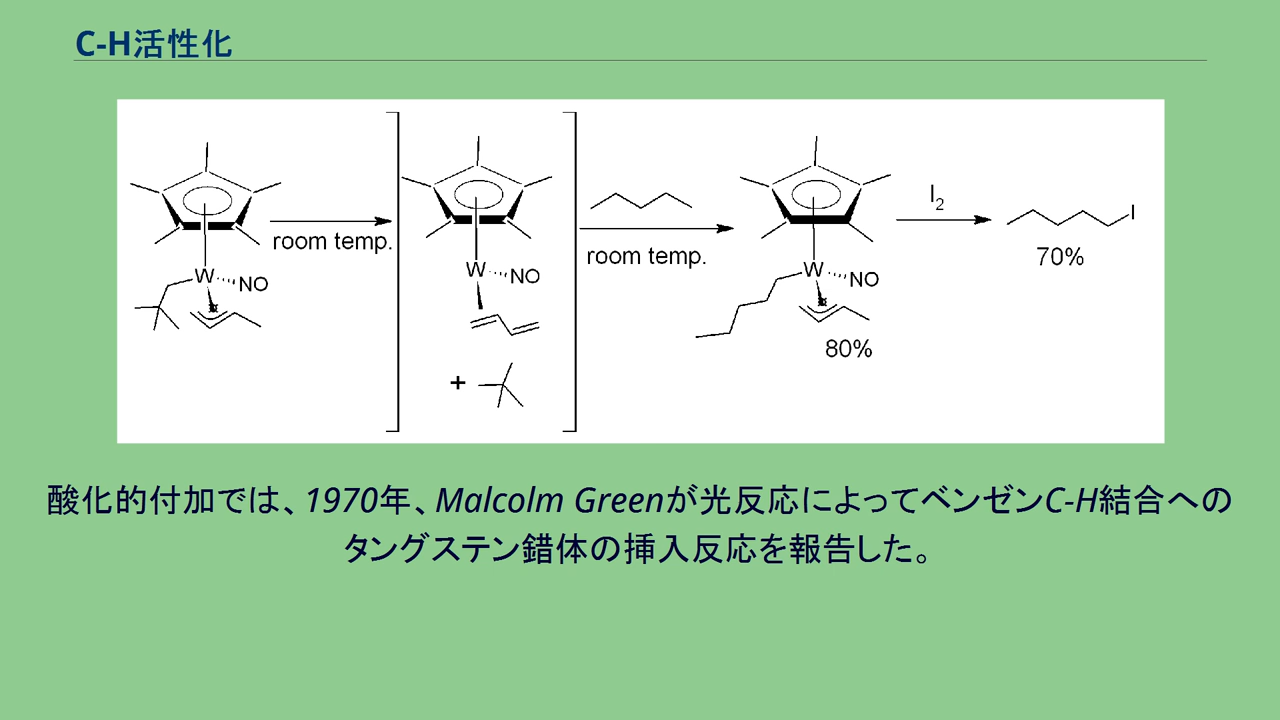 C-H活性化
room temp.
W
NO
W
NO
+
room temp.
W
NO
80%
I2
I
70%
酸化的付加では、1970年、Malcolm Greenが光反応によってベンゼンC-H結合への
タングステン錯体の挿入反応を報告した。